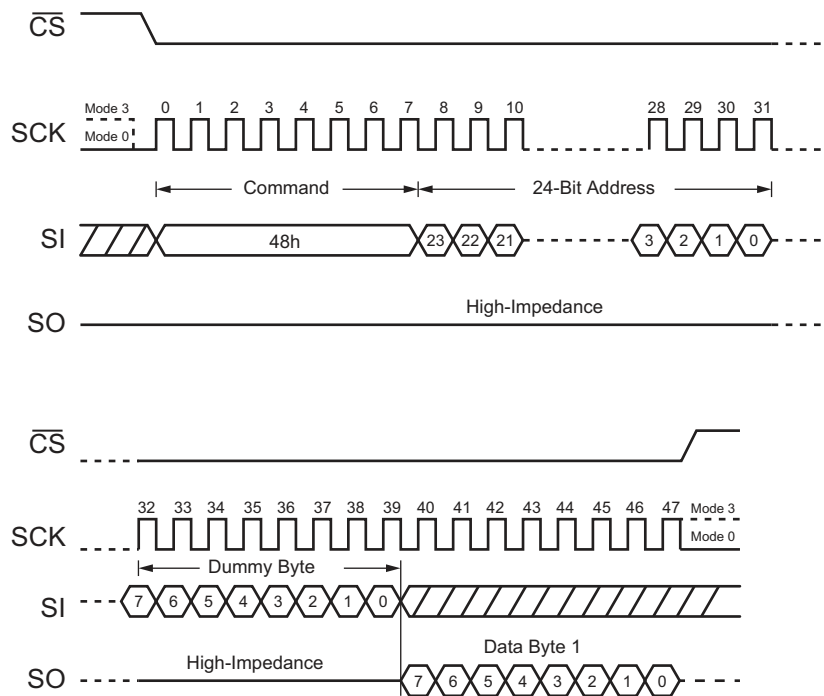 CS
Mode 3 0 1 2 3 4 5 6 7 8 9 10 28 29 30 31
SCK Mode 0
Command 24-Bit Address
SI 48h 23 22 21 3 2 1 0
High-Impedance
SO
CS
32 33 34 35 36 37 38 39 40 41 42 43 44 45 46 47 Mode 3
SCK Mode 0
Dummy Byte
SI 7 6 5 4 3 2 1 0
High-Impedance Data Byte 1
SO 7 6 5 4 3 2 1 0